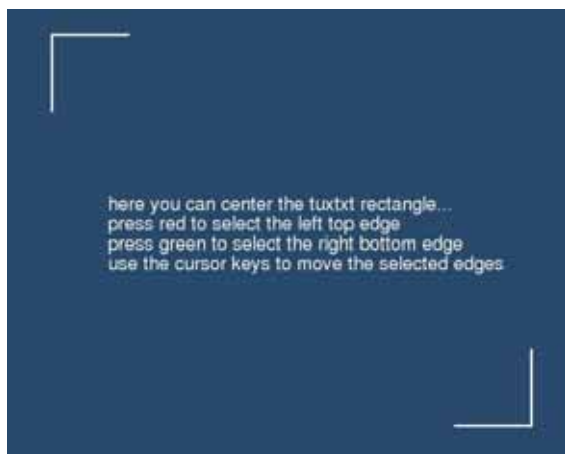 here you can center the tuxtxt rectangle...
press red to select the left top edge
press green to select the right bottom edge
use the cursor keys to move the selected edges